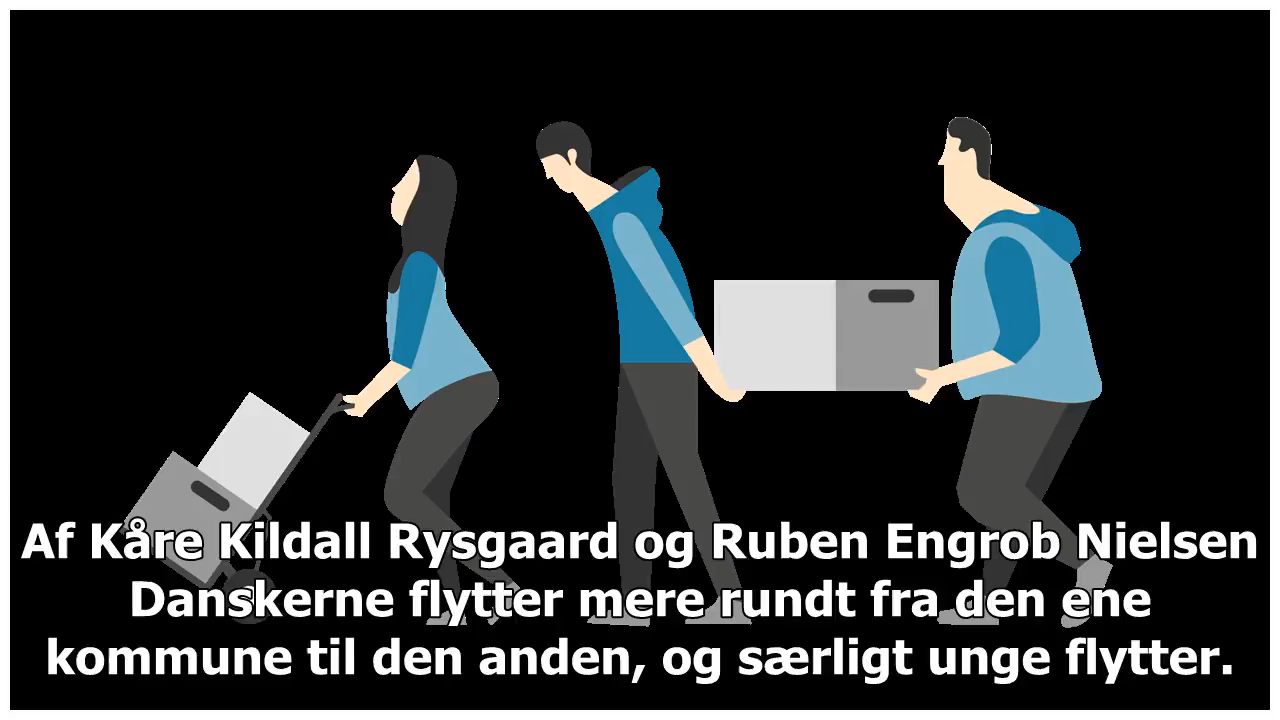 Af Kåre Kildall Rysgaard og Ruben Engrob Nielsen
Danskerne flytter mere rundt fra den ene
kommune til den anden, og særligt unge flytter.